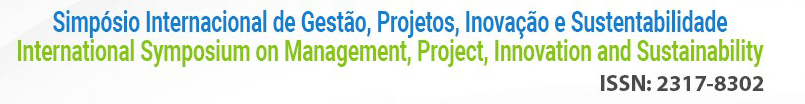 Simpósio Internacional de Gestão, Projetos, Inovação e Sustentabilidade
International Symposium on Management, Project, Innovation and Sustainability
ISSN: 2317-8302